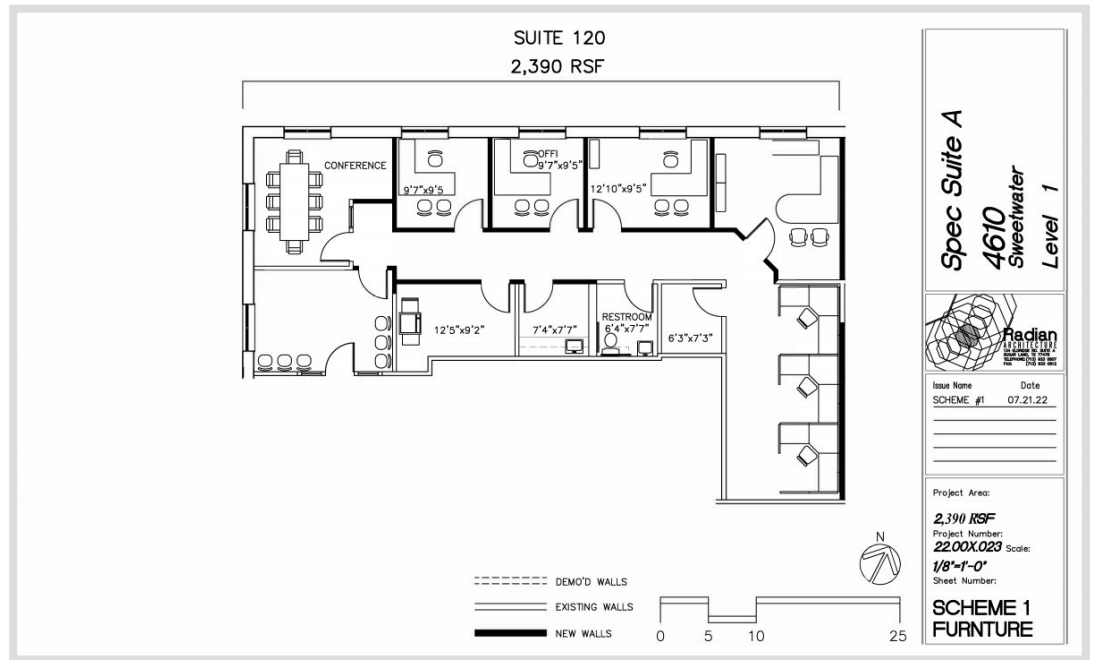 SUITE 120
2,390 RSF
CONFERENCE
9'7"x9'5
OFFI
9'7"x9'5"
12'10"x9'5"
12'5"x9'2"
7'4"x7'7"
RESTROOM
6'4"x7'7"
6'3"x7'3"
DEMO'D WALLS
EXISTING WALLS
NEW WALLS
N
0 5 10 25
Spec Suite A
4610
Sweetwater
Level 1
Radian
ARCHITECTURE
Issue Name Date
SCHEME #1 07.21.22
Project Area:
2,390 RSF
Project Number:
22.00X.023 Scale:
1/8"=1'-0"
Sheet Number:
SCHEME 1
FURNTURE